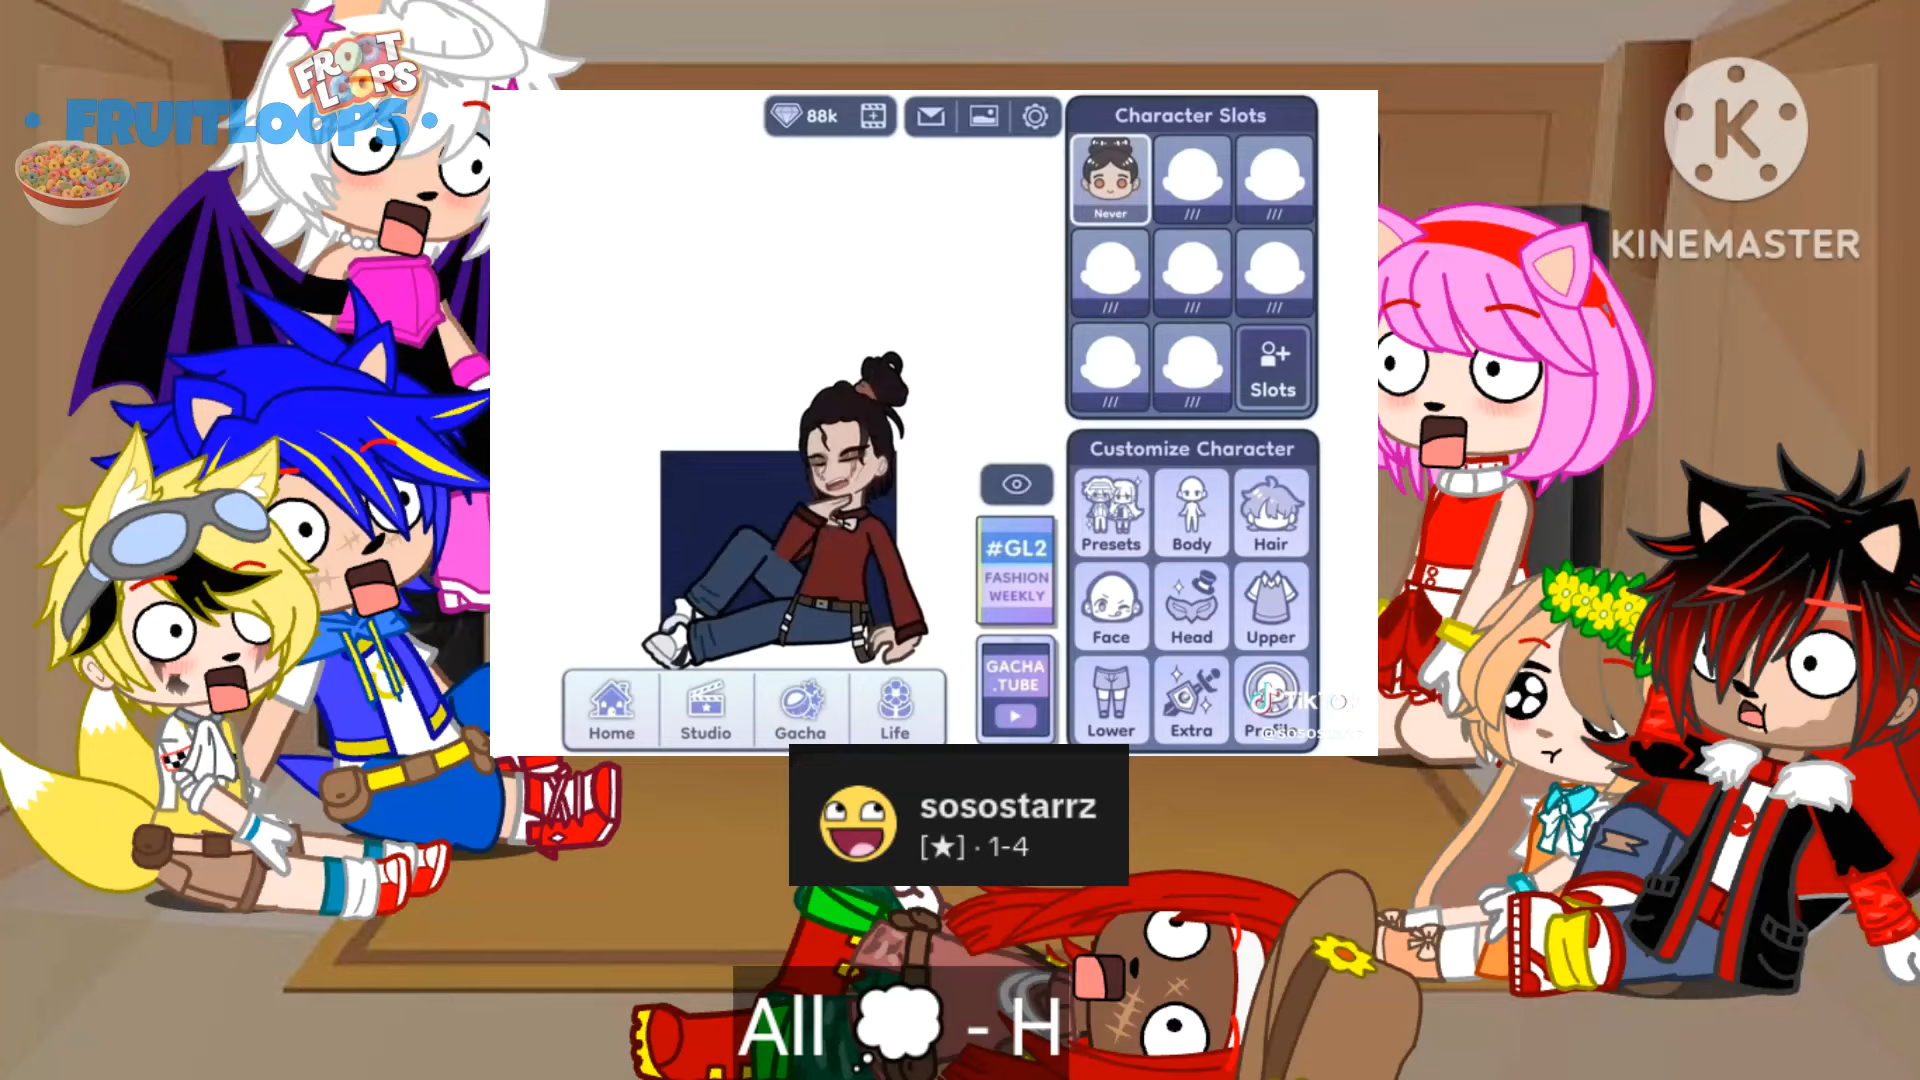 FROOT
LOOPS
• FRUITLOOPS •
K
KINEMASTER
88k
Character Slots
Never
///
///
///
///
///
///
///
Slots
Customize Character
Presets
Body
Hair
Face
Head
Upper
Lower
Extra
#GL2
FASHION
WEEKLY
GACHA
.TUBE
Home
Studio
Gacha
Life
TikTok
sosostarrz
[★] · 1-4
All 💭 - H